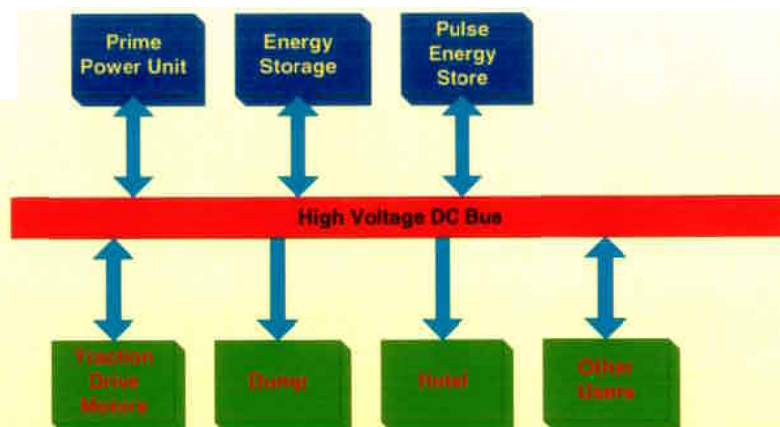 Prime
Power Unit
Energy
Storage
Pulse
Energy
Store
High Voltage DC Bus
Traction
Drive
Motors
Dump
Hotel
Other
Users